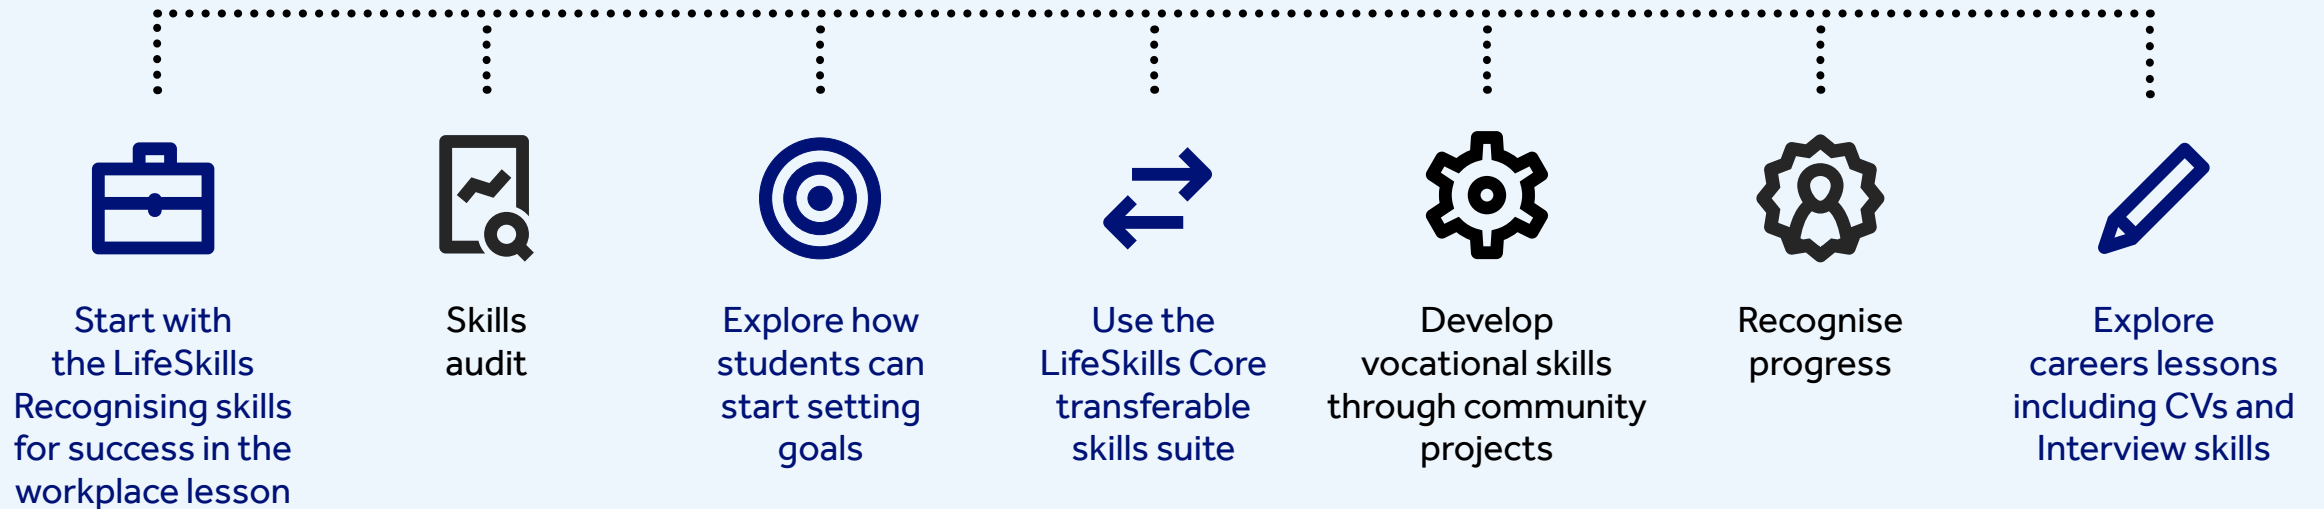 Start with
the LifeSkills
Recognising skills
for success in the
workplace lesson
Skills
audit
Explore how
students can
start setting
goals
Use the
LifeSkills Core
transferable
skills suite
Develop
vocational skills
through community
projects
Recognise
progress
Explore
careers lessons
including CVs and
Interview skills